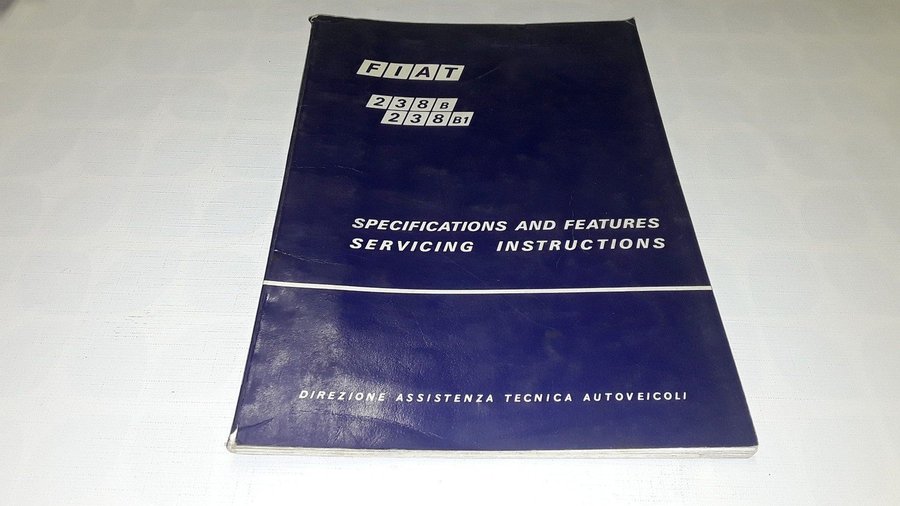 FIAT
238 B
238 B1
SPECIFICATIONS AND FEATURES
SERVICING INSTRUCTIONS
DIREZIONE ASSISTENZA TECNICA AUTOVEICOLI